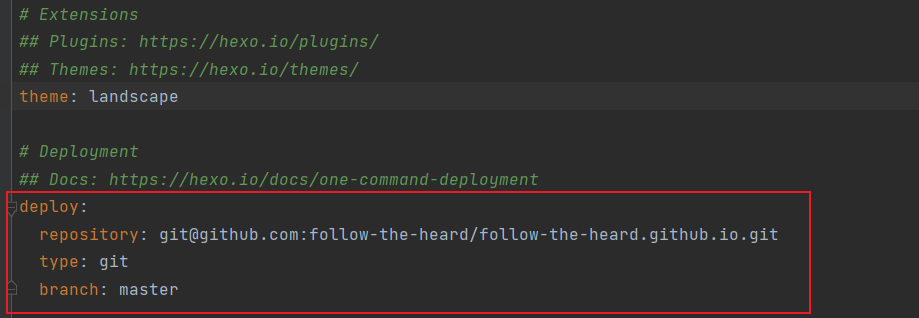 # Extensions
## Plugins: https://hexo.io/plugins/
## Themes: https://hexo.io/themes/
theme: landscape
# Deployment
## Docs: https://hexo.io/docs/one-command-deployment
deploy:
  repository: git@github.com:follow-the-heard/follow-the-heard.github.io.git
  type: git
  branch: master